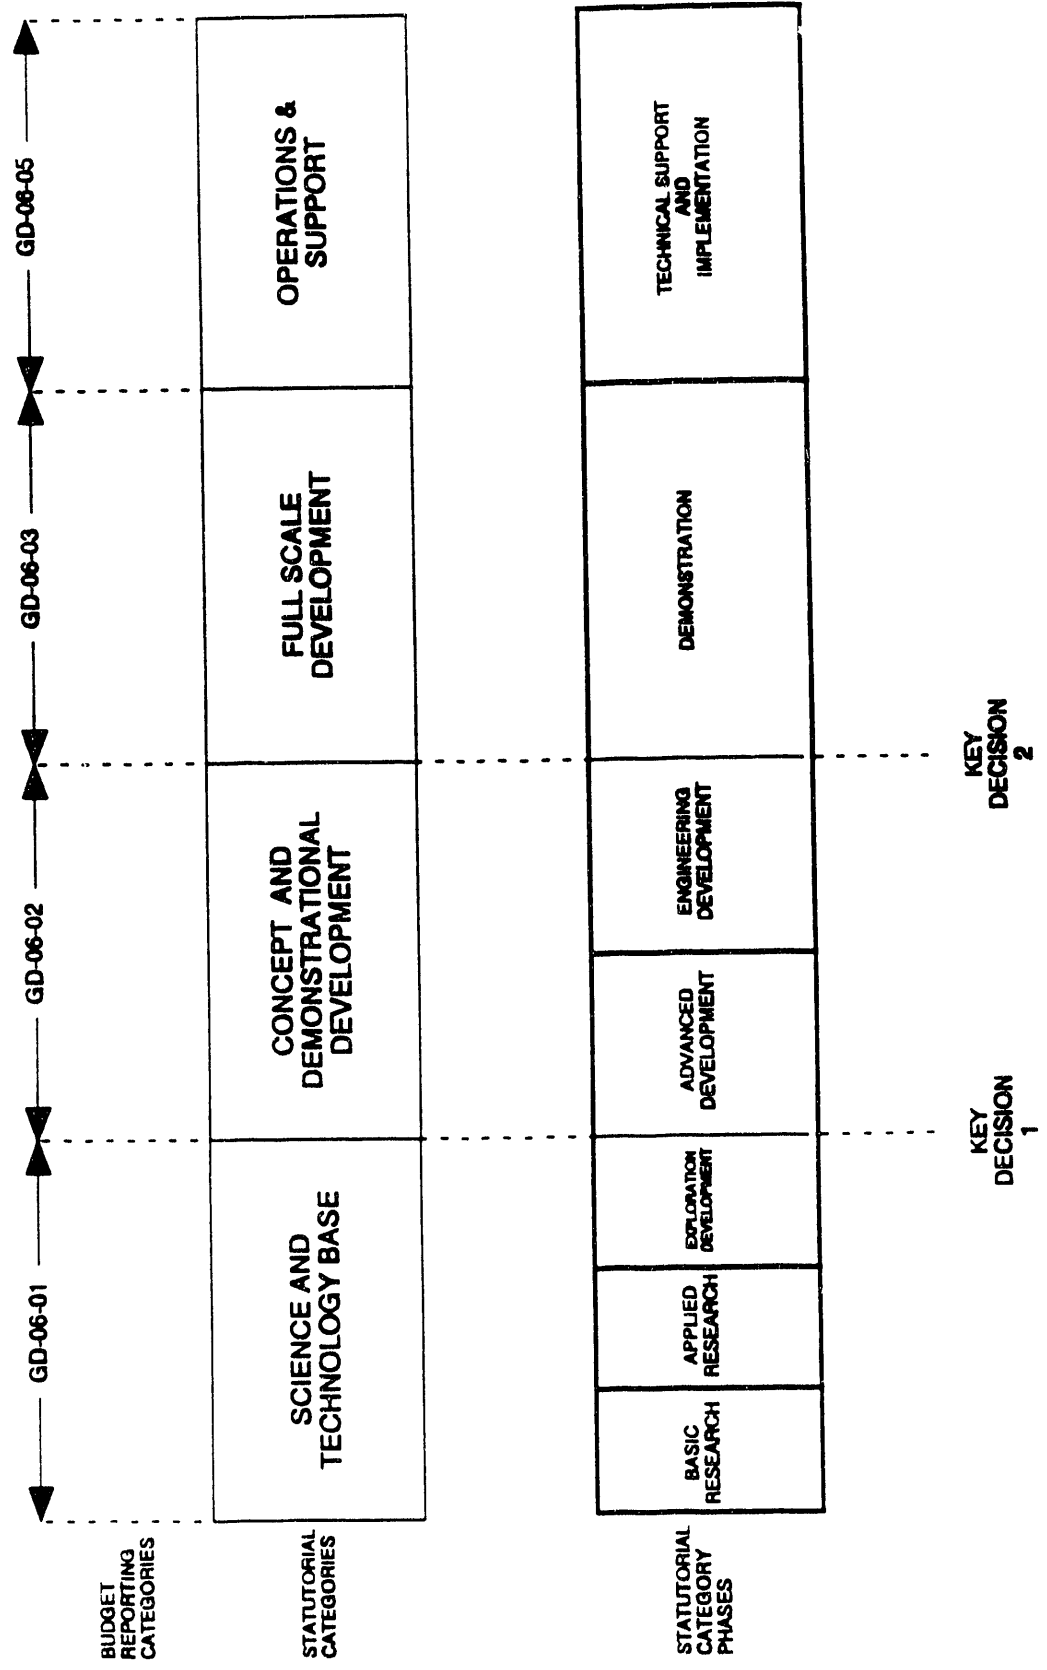 BUDGET
REPORTING
CATEGORIES
GD-06-01
GD-06-02
GD-06-03
GD-06-05
STATUTORIAL
CATEGORIES
SCIENCE AND
TECHNOLOGY BASE
CONCEPT AND
DEMONSTRATIONAL
DEVELOPMENT
FULL SCALE
DEVELOPMENT
OPERATIONS &
SUPPORT
STATUTORIAL
CATEGORY
PHASES
BASIC
RESEARCH
APPLIED
RESEARCH
EXPLORATION
DEVELOPMENT
ADVANCED
DEVELOPMENT
ENGINEERING
DEVELOPMENT
DEMONSTRATION
TECHNICAL SUPPORT
AND
IMPLEMENTATION
KEY
DECISION
1
KEY
DECISION
2